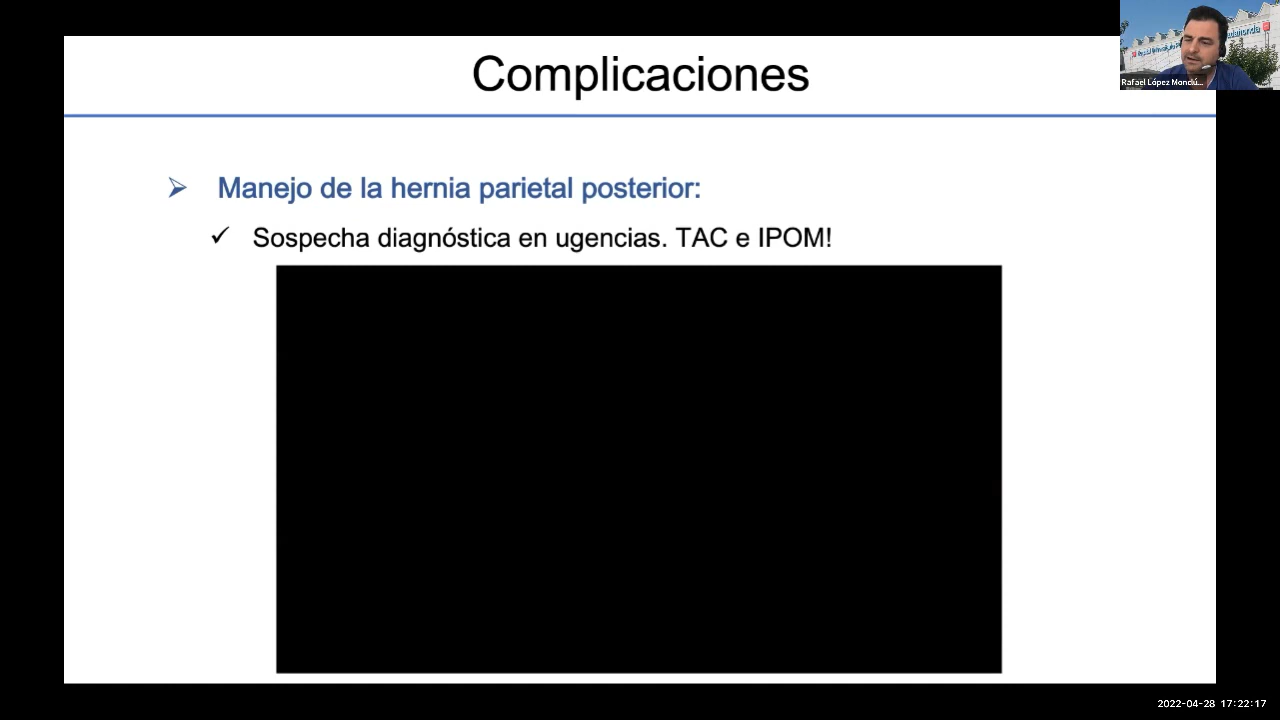 Complicaciones
Manejo de la hernia parietal posterior:
Sospecha diagnóstica en ugencias. TAC e IPOM!
Rafael López Monclú...
2022-04-28 17:22:17